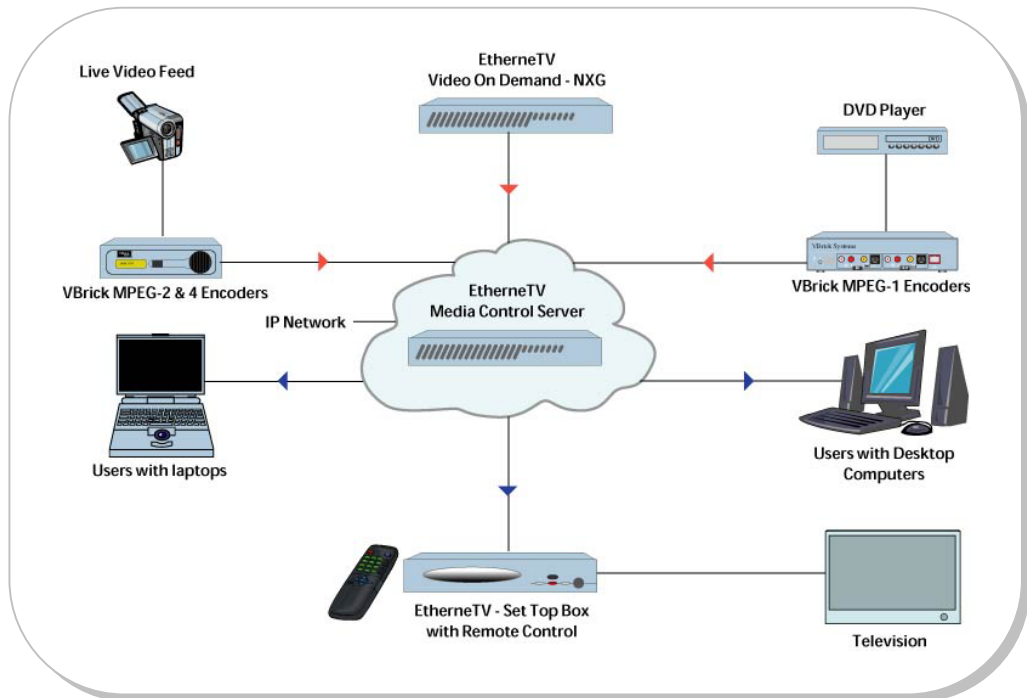 EtherneTV
Video On Demand - NXG
Live Video Feed
DVD Player
VBrick Systems
VBrick MPEG-2 & 4 Encoders
VBrick MPEG-1 Encoders
EtherneTV
Media Control Server
IP Network
Users with laptops
Users with Desktop
Computers
EtherneTV - Set Top Box
with Remote Control
Television